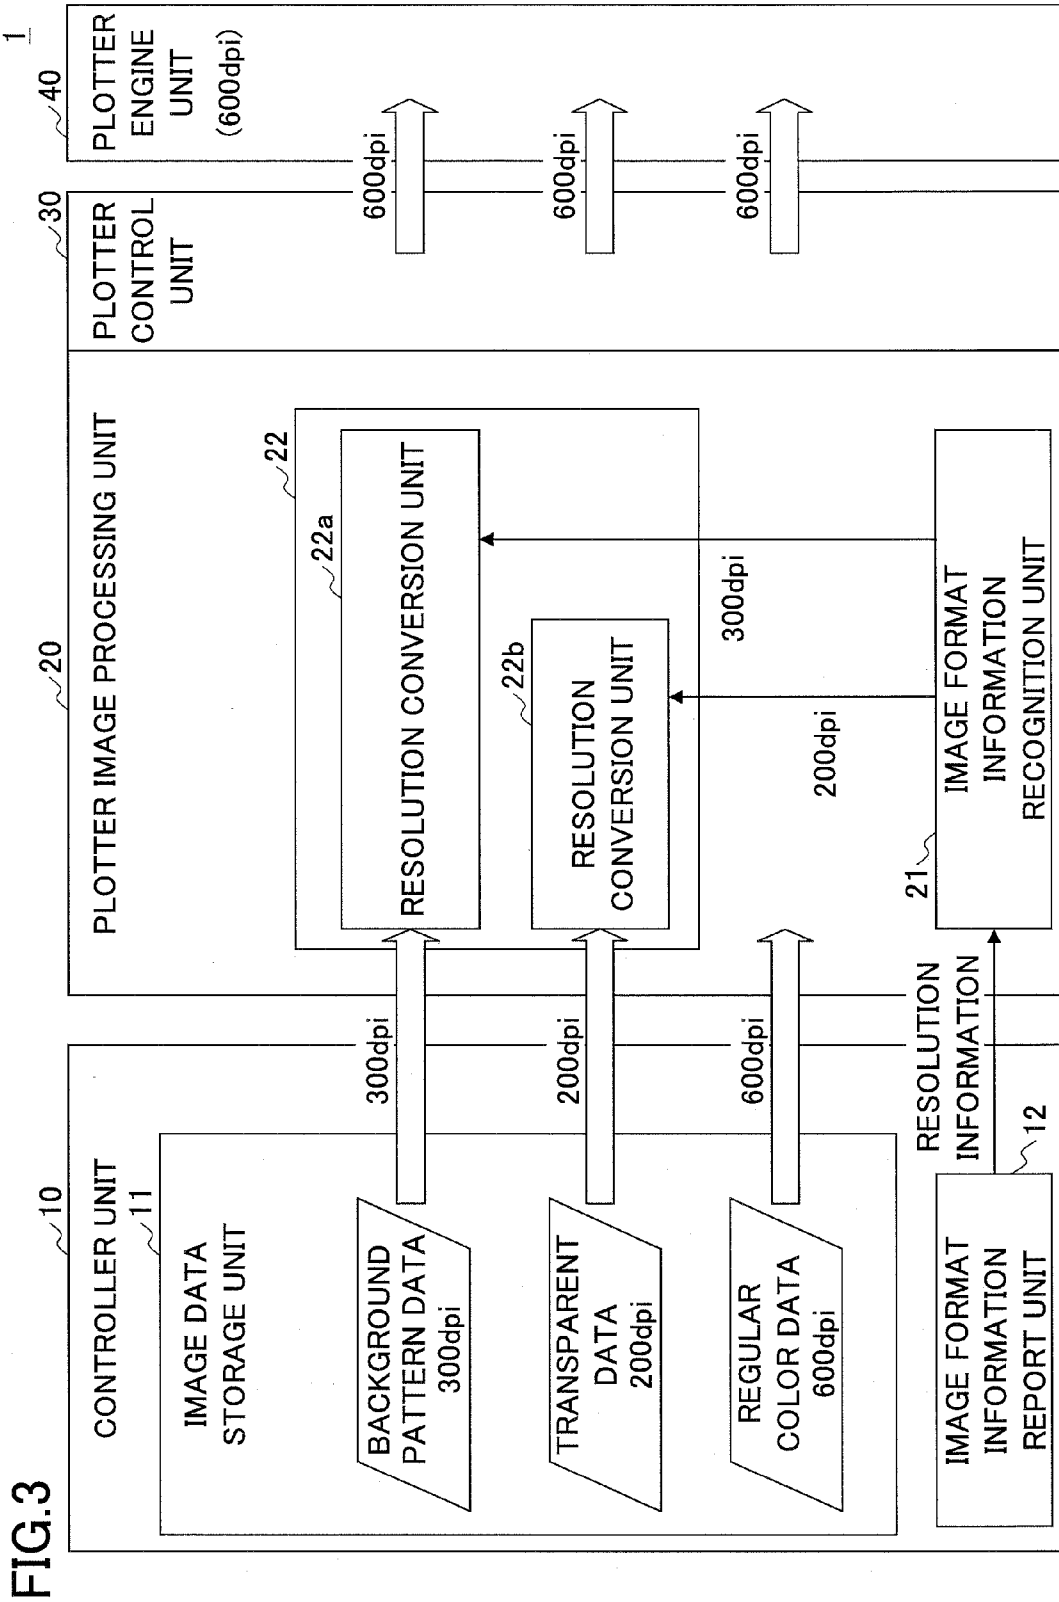 FIG.3
1
10
CONTROLLER UNIT
11
IMAGE DATA
STORAGE UNIT
BACKGROUND
PATTERN DATA
300dpi
TRANSPARENT
DATA
200dpi
REGULAR
COLOR DATA
600dpi
IMAGE FORMAT
INFORMATION
REPORT UNIT
12
300dpi
200dpi
600dpi
RESOLUTION
INFORMATION
20
PLOTTER IMAGE PROCESSING UNIT
22
22a
RESOLUTION CONVERSION UNIT
22b
RESOLUTION
CONVERSION UNIT
300dpi
200dpi
21
IMAGE FORMAT
INFORMATION
RECOGNITION UNIT
30
PLOTTER
CONTROL
UNIT
600dpi
600dpi
600dpi
40
PLOTTER
ENGINE
UNIT
(600dpi)